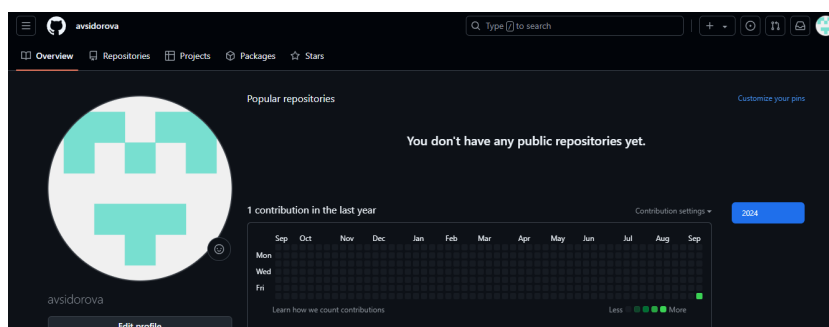 avsidorova
Type / to search
Overview Repositories Projects Packages Stars
Popular repositories Customize your pins
You don't have any public repositories yet.
1 contribution in the last year Contribution settings 2024
Sep Oct Nov Dec Jan Feb Mar Apr May Jun Jul Aug Sep
Mon
Wed
Fri
Learn how we count contributions Less More
avsidorova
Edit profile